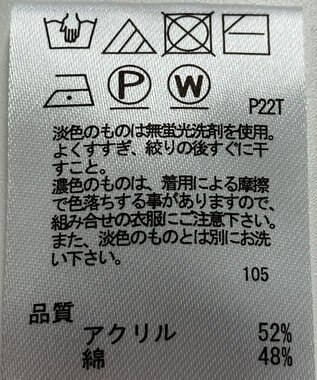 P
W
P22T
淡色のものは無蛍光洗剤を使用。
よくすすぎ、絞りの後すぐに干
すこと。
濃色のものは、着用による摩擦
で色落ちする事がありますので、
組み合せの衣服にご注意下さい。
また、淡色のものとは別にお洗
い下さい。
105
品質
アクリル 52%
綿 48%